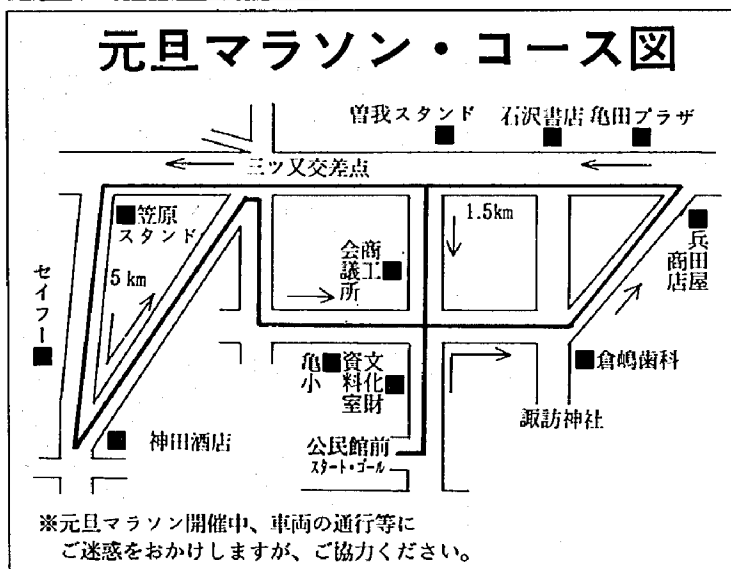 元旦マラソン・コース図
曽我スタンド
石沢書店
亀田プラザ
三ツ又交差点
笠原
スタンド
1.5km
兵田屋
商店
商工
会議所
セイフー
5km
倉嶋歯科
亀小
文化財
資料室
諏訪神社
神田酒店
公民館前
スタート・ゴール
※元旦マラソン開催中、車両の通行等に
ご迷惑をおかけしますが、ご協力ください。